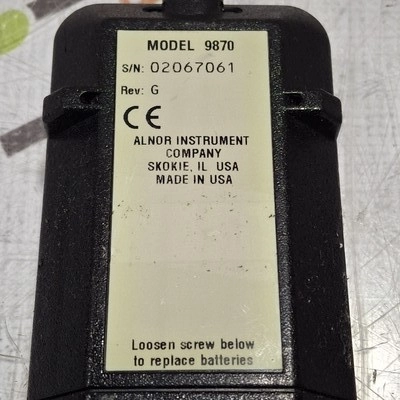 MODEL 9870
S/N: 02067061
Rev: G
CE
ALNOR INSTRUMENT
COMPANY
SKOKIE, IL USA
MADE IN USA
Loosen screw below
to replace batteries